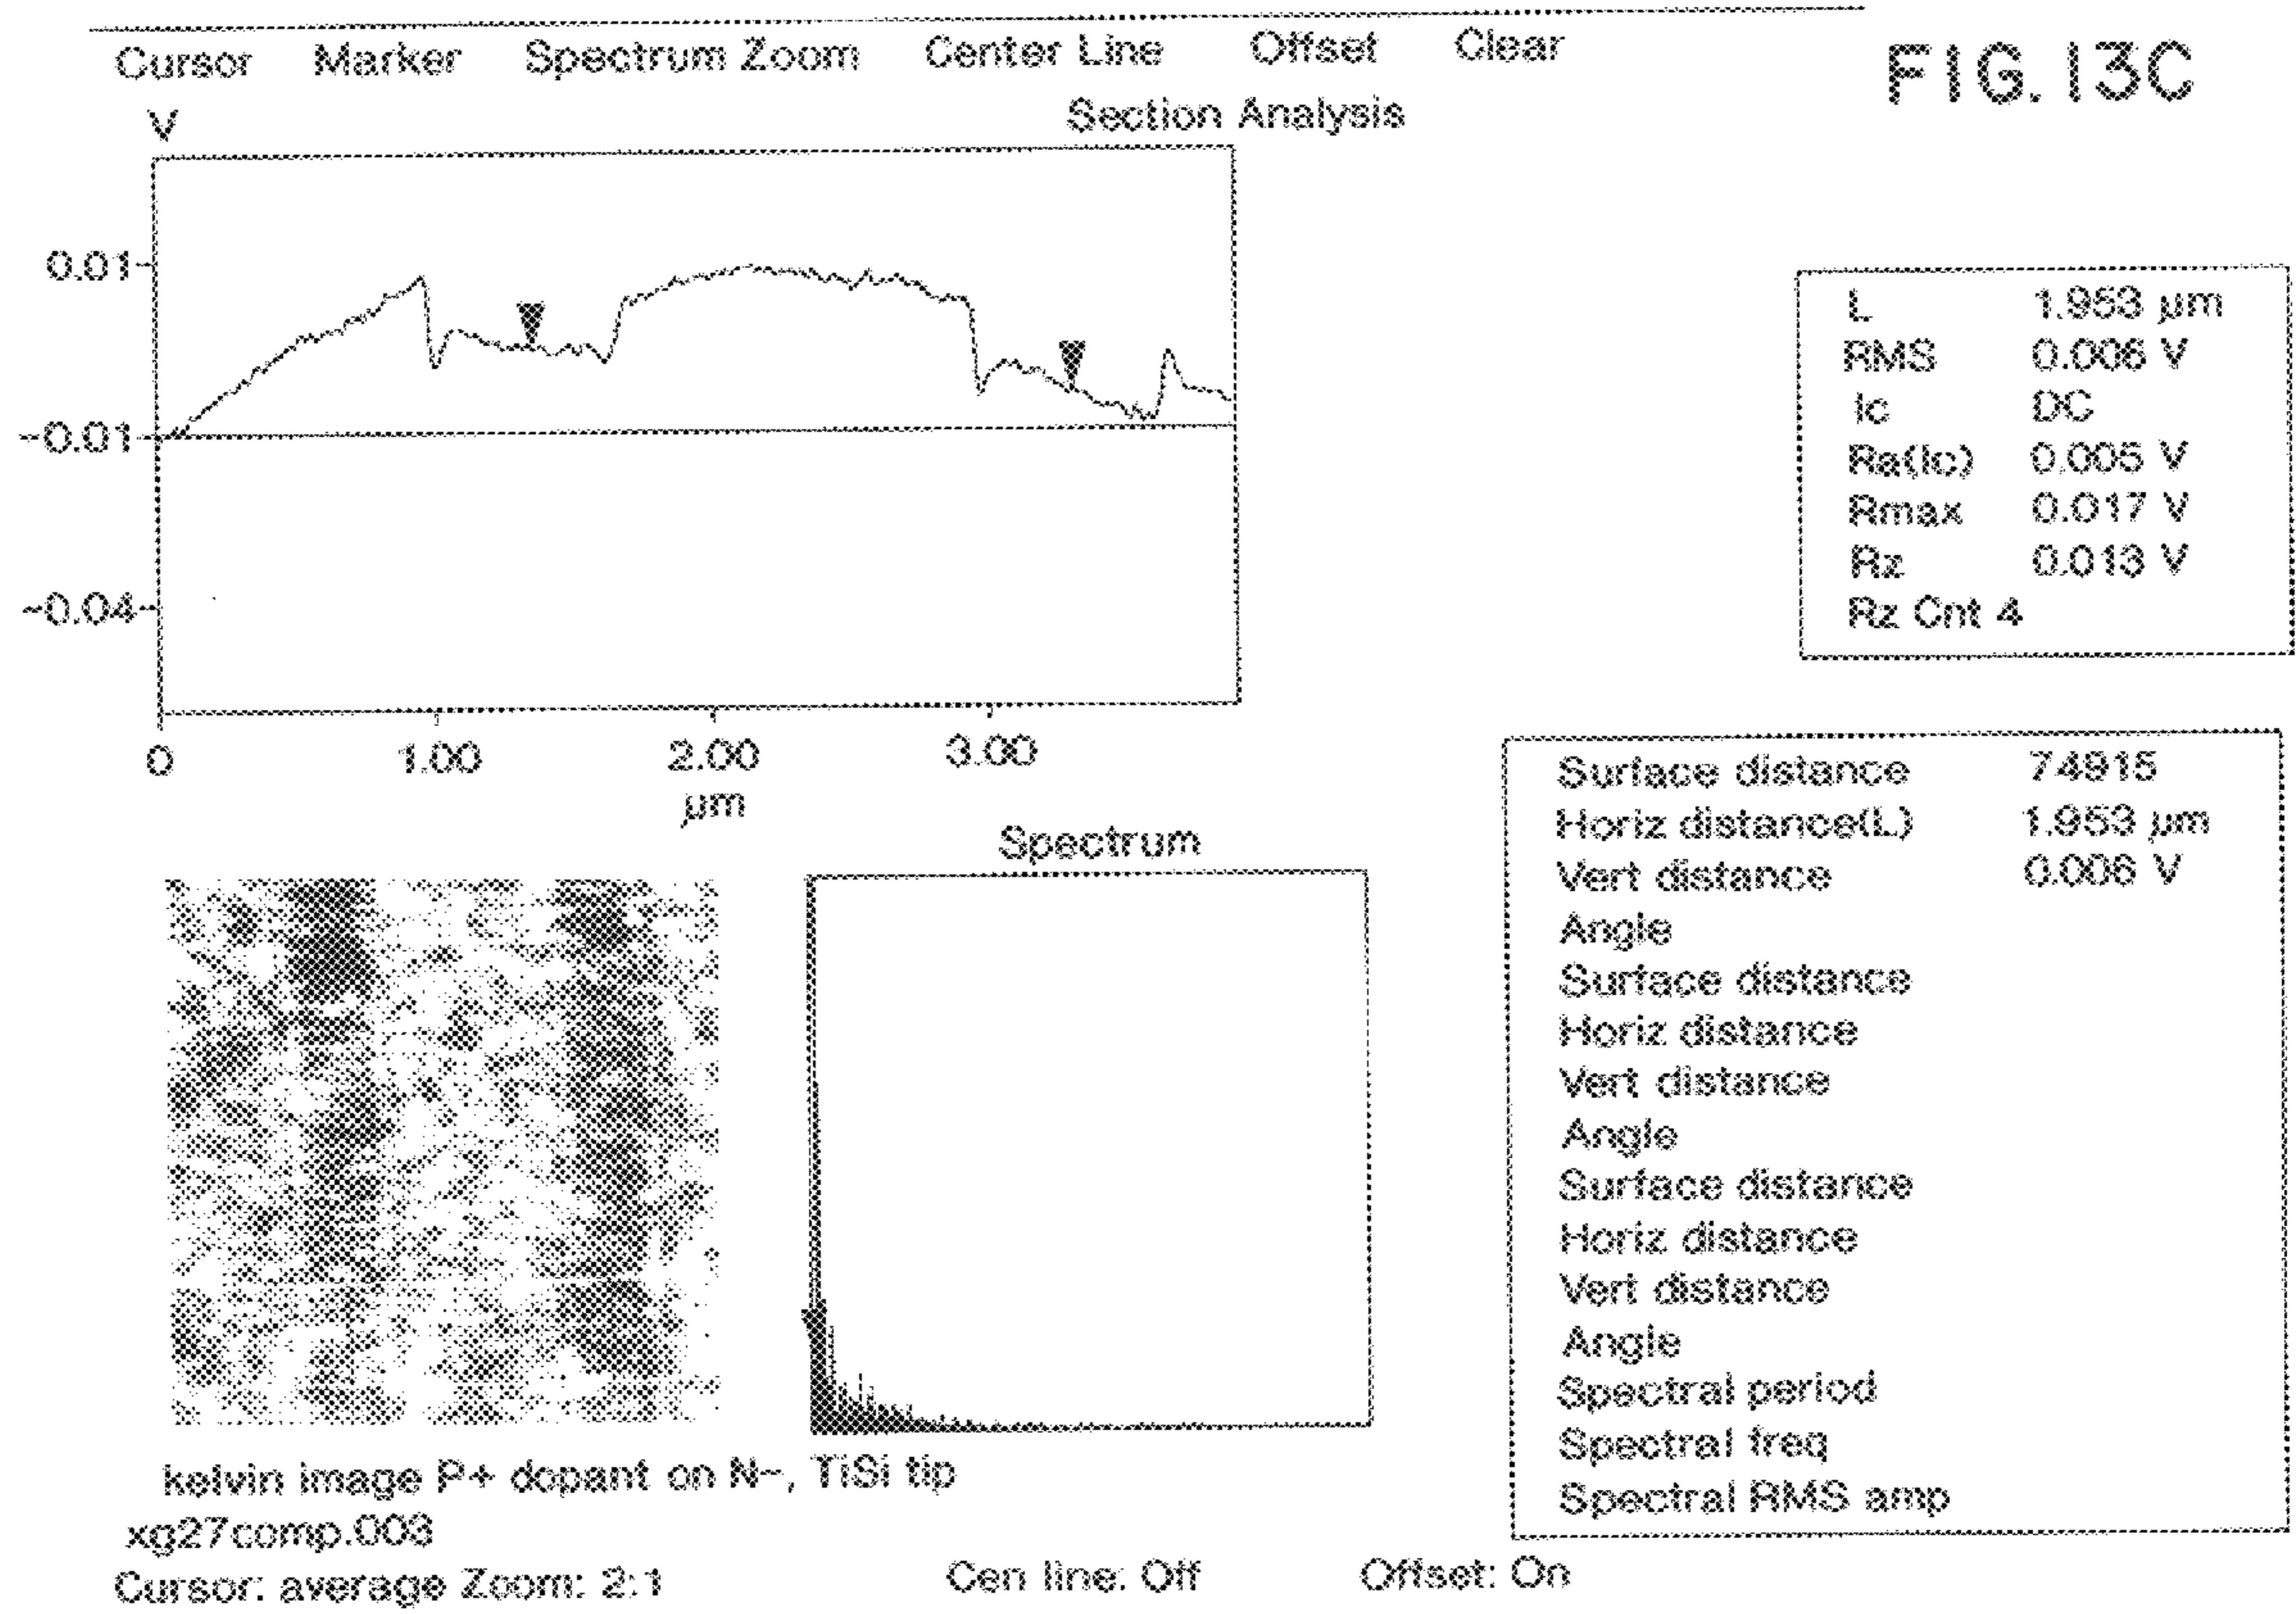 Cursor Marker Spectrum Zoom Center Line Offset Clear
FIG. 13C
Section Analysis
V
0.01
-0.01
-0.04
0 1.00 2.00 3.00
µm
L 1.953 µm
RMS 0.006 V
lc DC
Ra(lc) 0.005 V
Rmax 0.017 V
Rz 0.013 V
Rz Cnt 4
Spectrum
Surface distance 74915
Horiz distance(L) 1.953 µm
Vert distance 0.006 V
Angle
Surface distance
Horiz distance
Vert distance
Angle
Surface distance
Horiz distance
Vert distance
Angle
Spectral period
Spectral freq
Spectral RMS amp
kelvin image P+ dopant on N-, TiSi tip
xg27comp.003
Cursor: average Zoom: 2:1 Cen line: Off Offset: On